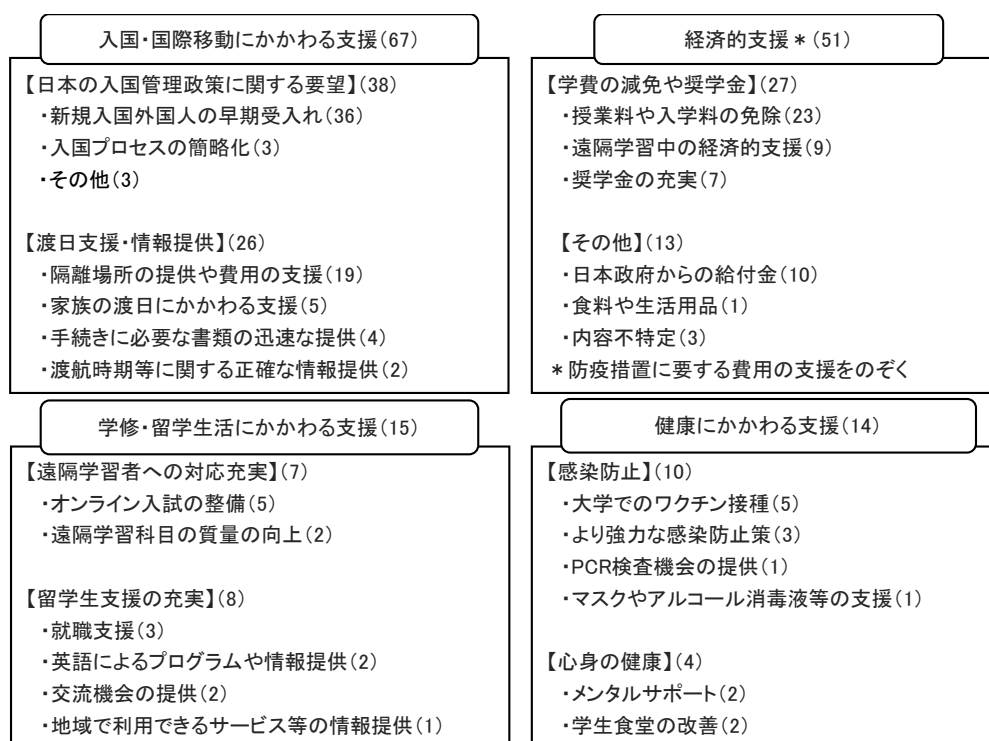 入国・国際移動にかかわる支援(67)
【日本の入国管理政策に関する要望】(38)
・新規入国外国人の早期受入れ(36)
・入国プロセスの簡略化(3)
・その他(3)
【渡日支援・情報提供】(26)
・隔離場所の提供や費用の支援(19)
・家族の渡日にかかわる支援(5)
・手続きに必要な書類の迅速な提供(4)
・渡航時期等に関する正確な情報提供(2)
経済的支援*(51)
【学費の減免や奨学金】(27)
・授業料や入学料の免除(23)
・遠隔学習中の経済的支援(9)
・奨学金の充実(7)
【その他】(13)
・日本政府からの給付金(10)
・食料や生活用品(1)
・内容不特定(3)
*防疫措置に要する費用の支援をのぞく
学修・留学生活にかかわる支援(15)
【遠隔学習者への対応充実】(7)
・オンライン入試の整備(5)
・遠隔学習科目の質量の向上(2)
【留学生支援の充実】(8)
・就職支援(3)
・英語によるプログラムや情報提供(2)
・交流機会の提供(2)
・地域で利用できるサービス等の情報提供(1)
健康にかかわる支援(14)
【感染防止】(10)
・大学でのワクチン接種(5)
・より強力な感染防止策(3)
・PCR検査機会の提供(1)
・マスクやアルコール消毒液等の支援(1)
【心身の健康】(4)
・メンタルサポート(2)
・学生食堂の改善(2)